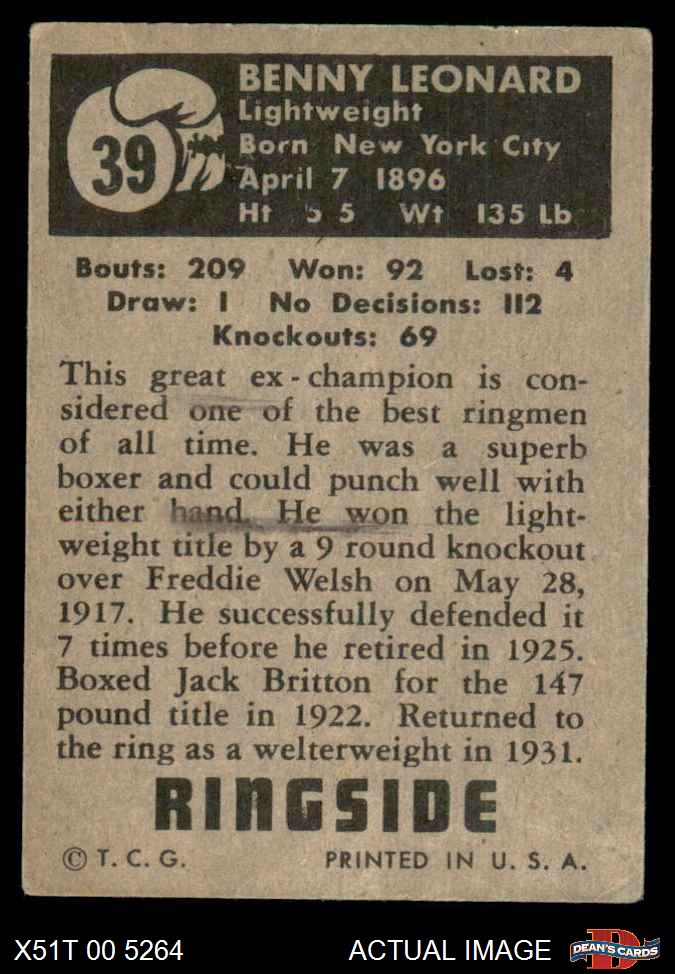 39
BENNY LEONARD
Lightweight
Born New York City
April 7 1896
Ht 5 5 Wt 135 Lb
Bouts: 209 Won: 92 Lost: 4
Draw: 1 No Decisions: 112
Knockouts: 69
This great ex-champion is con-
sidered one of the best ringmen
of all time. He was a superb
boxer and could punch well with
either hand. He won the light-
weight title by a 9 round knockout
over Freddie Welsh on May 28,
1917. He successfully defended it
7 times before he retired in 1925.
Boxed Jack Britton for the 147
pound title in 1922. Returned to
the ring as a welterweight in 1931.
RINGSIDE
© T. C. G. PRINTED IN U. S. A.
X51T 00 5264 ACTUAL IMAGE D DEAN'S CARDS